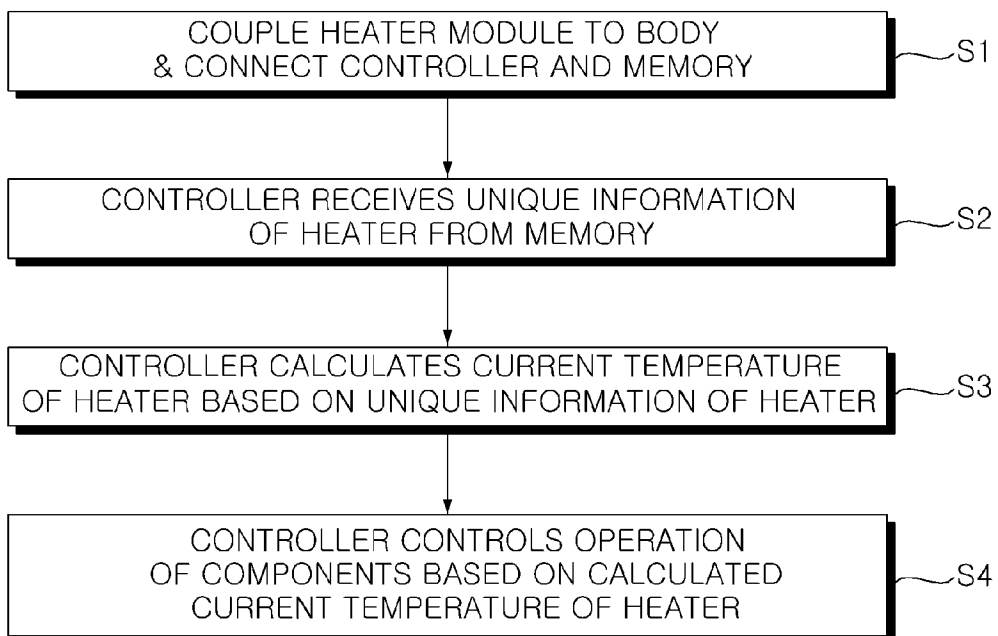 COUPLE HEATER MODULE TO BODY
& CONNECT CONTROLLER AND MEMORY
S1
CONTROLLER RECEIVES UNIQUE INFORMATION
OF HEATER FROM MEMORY
S2
CONTROLLER CALCULATES CURRENT TEMPERATURE
OF HEATER BASED ON UNIQUE INFORMATION OF HEATER
S3
CONTROLLER CONTROLS OPERATION
OF COMPONENTS BASED ON CALCULATED
CURRENT TEMPERATURE OF HEATER
S4